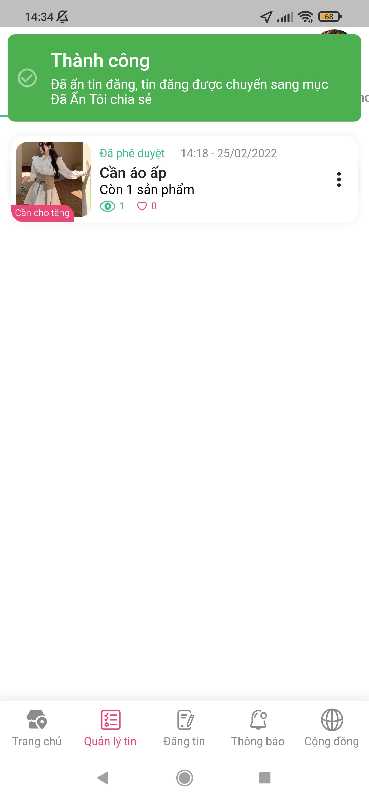 14:34
68
Thành công
Đã ẩn tin đăng, tin đăng được chuyển sang mục
Đã Ẩn Tôi chia sẻ
Đã phê duyệt 14:18 - 25/02/2022
Cần áo ấp
Còn 1 sản phẩm
1 0
Cần cho tặng
Trang chủ Quản lý tin Đăng tin Thông báo Cộng đồng